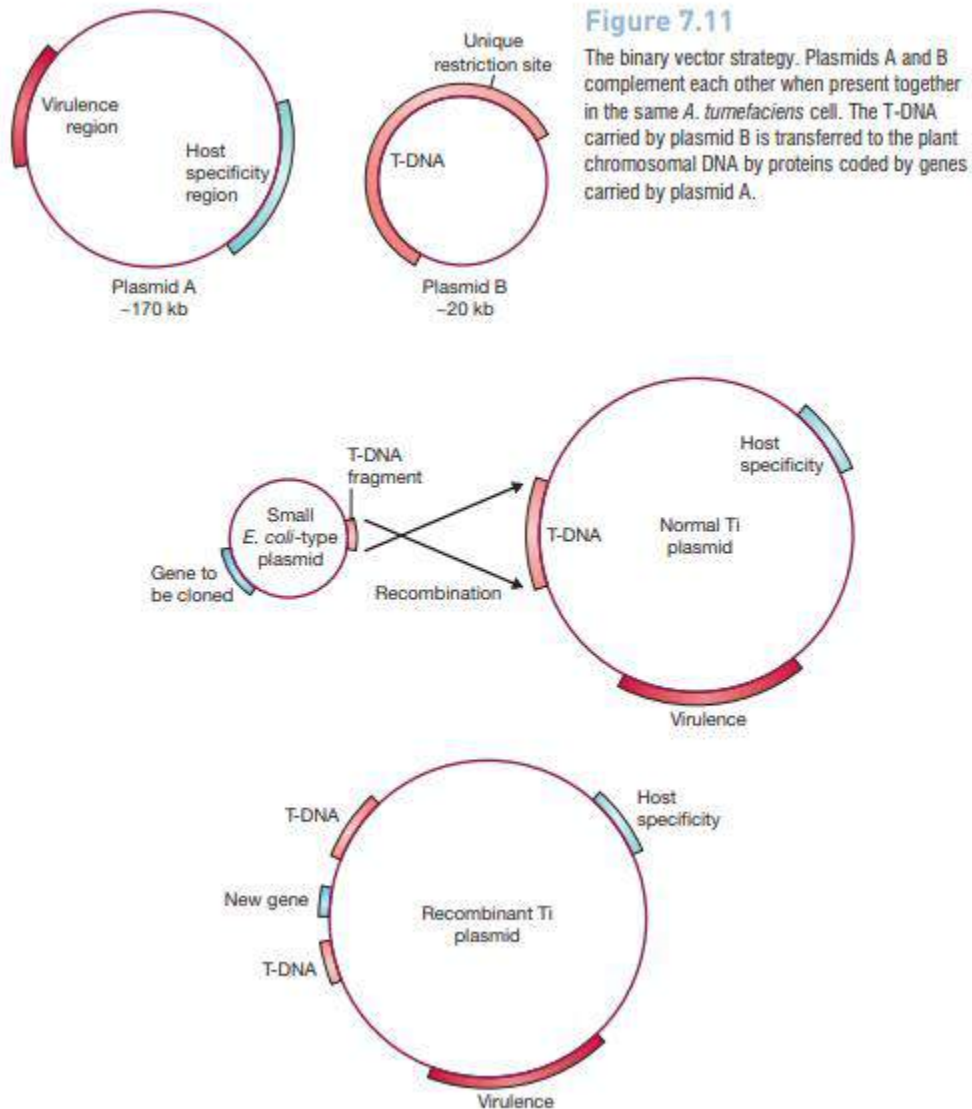 Figure 7.11
The binary vector strategy. Plasmids A and B
complement each other when present together
in the same A. tumefaciens cell. The T-DNA
carried by plasmid B is transferred to the plant
chromosomal DNA by proteins coded by genes
carried by plasmid A.
Virulence
region
Host
specificity
region
Plasmid A
~170 kb
Unique
restriction site
T-DNA
Plasmid B
~20 kb
T-DNA
fragment
Small
E. coli-type
plasmid
Gene to
be cloned
Recombination
Host
specificity
T-DNA
Normal Ti
plasmid
Virulence
T-DNA
Host
specificity
New gene
Recombinant Ti
plasmid
T-DNA
Virulence